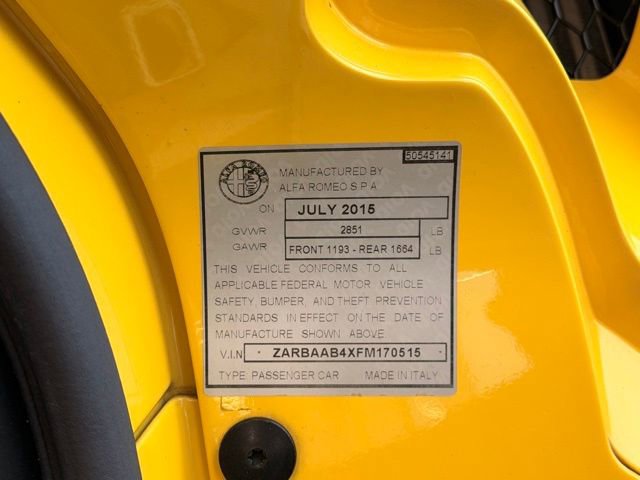 50545141
ALFA ROMEO
MANUFACTURED BY
ALFA ROMEO S.P.A.
ON JULY 2015
GVWR 2851 LB
GAWR FRONT 1193 - REAR 1664 LB
THIS VEHICLE CONFORMS TO ALL
APPLICABLE FEDERAL MOTOR VEHICLE
SAFETY, BUMPER, AND THEFT PREVENTION
STANDARDS IN EFFECT ON THE DATE OF
MANUFACTURE SHOWN ABOVE
V.I.N · ZARBAAB4XFM170515 ·
TYPE PASSENGER CAR MADE IN ITALY